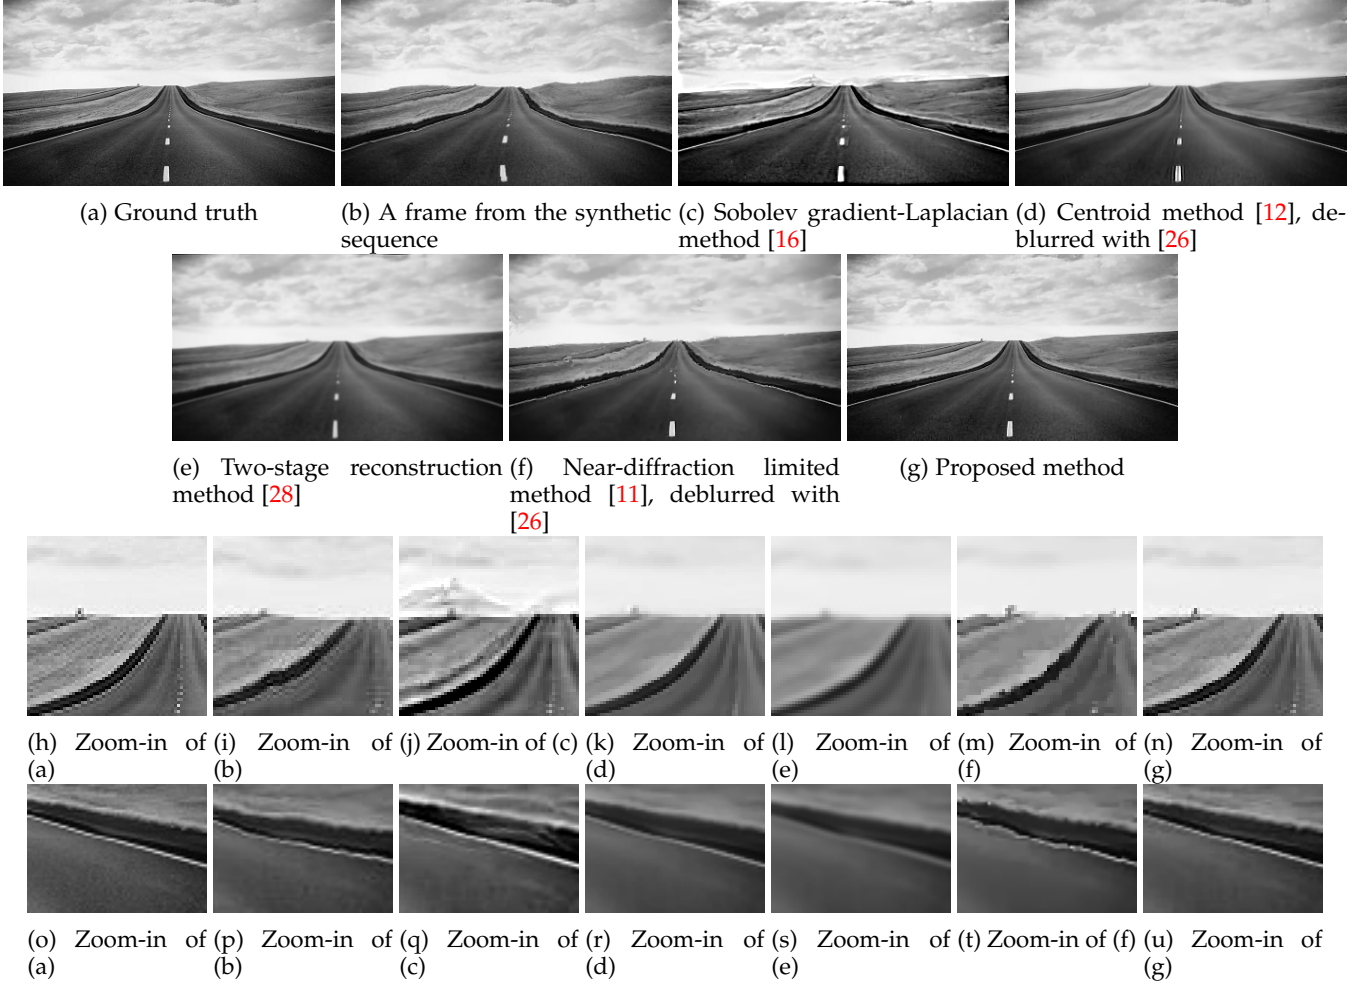 (a) Ground truth
(b) A frame from the synthetic
sequence
(c) Sobolev gradient-Laplacian
method [16]
(d) Centroid method [12], de-
blurred with [26]
(e) Two-stage reconstruction
method [28]
(f) Near-diffraction limited
method [11], deblurred with
[26]
(g) Proposed method
(h) Zoom-in of
(a)
(i) Zoom-in of
(b)
(j) Zoom-in of (c)
(k) Zoom-in of
(d)
(l) Zoom-in of
(e)
(m) Zoom-in of
(f)
(n) Zoom-in of
(g)
(o) Zoom-in of
(a)
(p) Zoom-in of
(b)
(q) Zoom-in of
(c)
(r) Zoom-in of
(d)
(s) Zoom-in of
(e)
(t) Zoom-in of (f)
(u) Zoom-in of
(g)